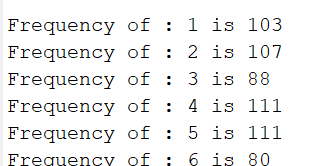 Frequency of : 1 is 103
Frequency of : 2 is 107
Frequency of : 3 is 88
Frequency of : 4 is 111
Frequency of : 5 is 111
Frequency of : 6 is 80